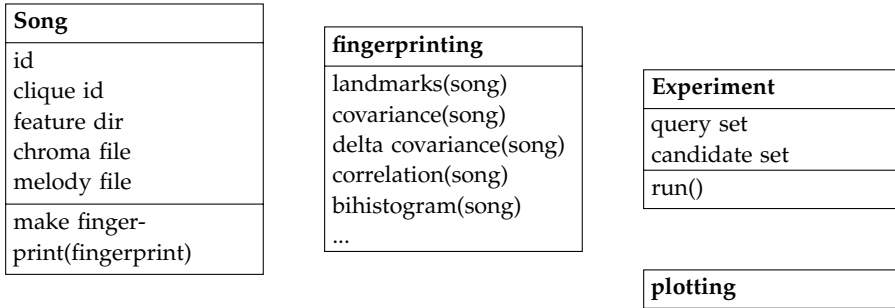 Song
id
clique id
feature dir
chroma file
melody file
make finger-
print(fingerprint)
fingerprinting
landmarks(song)
covariance(song)
delta covariance(song)
correlation(song)
bihistogram(song)
...
Experiment
query set
candidate set
run()
plotting